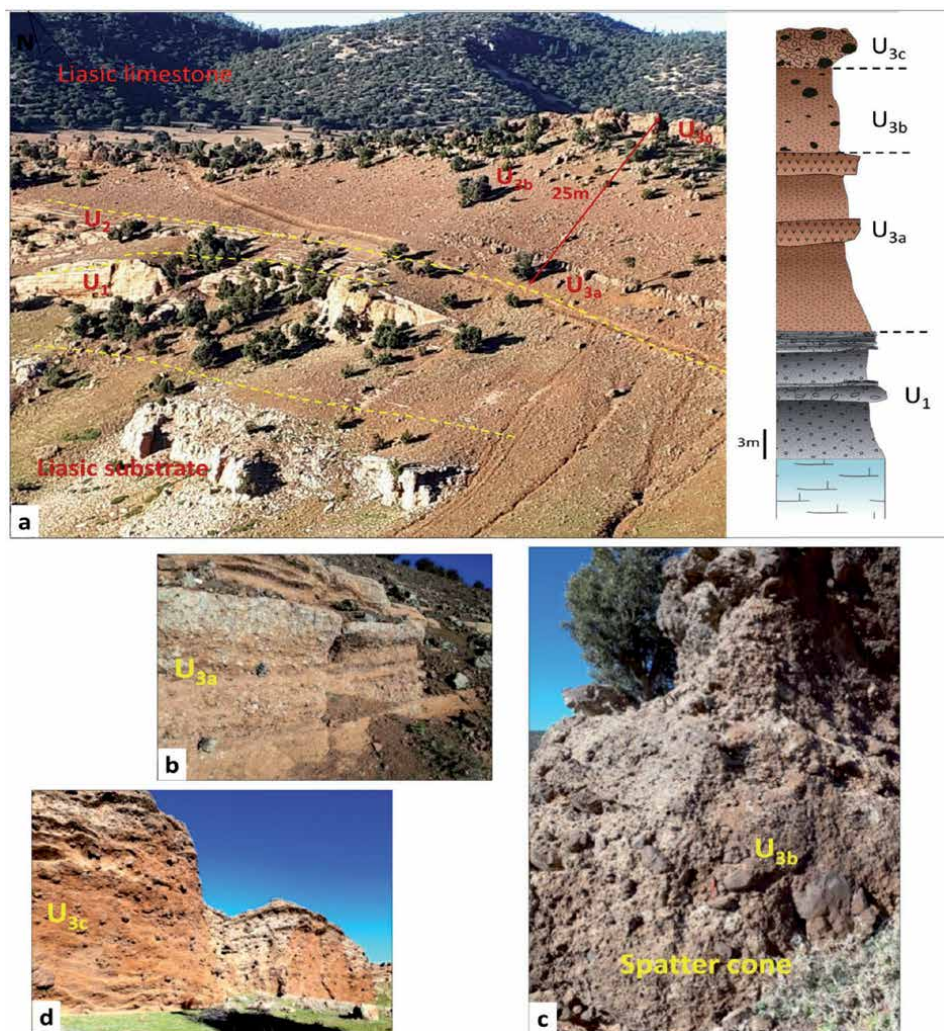 N
Liasic limestone
U3b
25m
U2
U1
U3a
Liasic substrate
a
U3c
U3b
U3a
U1
3m
U3a
b
U3c
d
U3b
Spatter cone
c